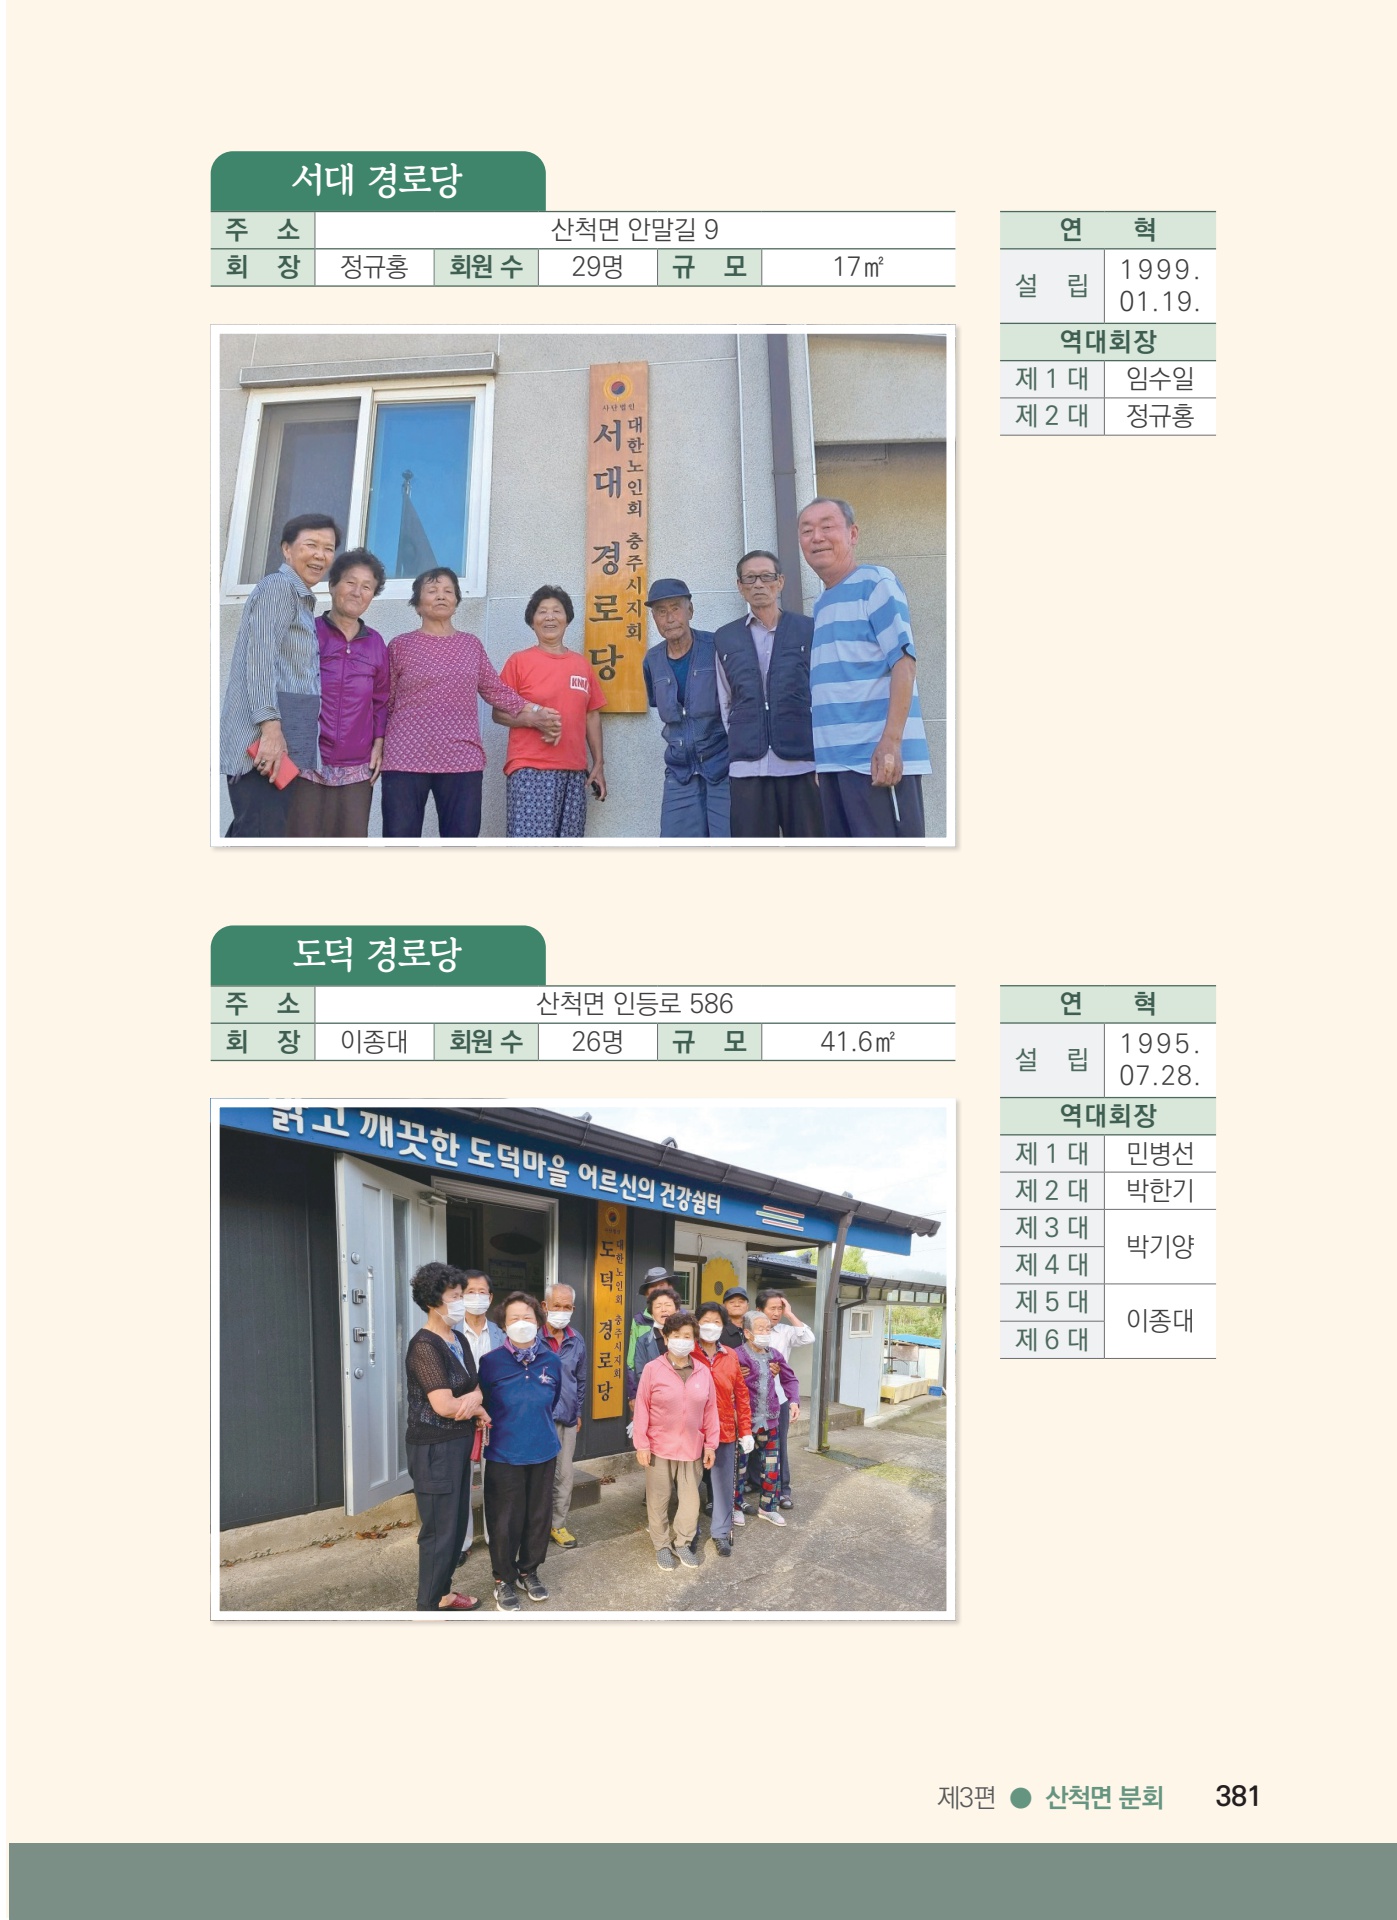 서대 경로당
주 소 산척면 안말길 9
회 장 정규홍 회원 수 29명 규 모 17㎡
연 혁
설 립 1999. 01.19.
역대회장
제 1 대 임수일
제 2 대 정규홍
사단법인
대한노인회 충주시지회
서대 경로당
KNU
도덕 경로당
주 소 산척면 인등로 586
회 장 이종대 회원 수 26명 규 모 41.6㎡
연 혁
설 립 1995. 07.28.
역대회장
제 1 대 민병선
제 2 대 박한기
제 3 대 박기양
제 4 대
제 5 대 이종대
제 6 대
맑고 깨끗한 도덕마을 어르신의 건강쉼터
사단법인
대한노인회 충주시지회
도덕 경로당
제3편 ● 산척면 분회 381